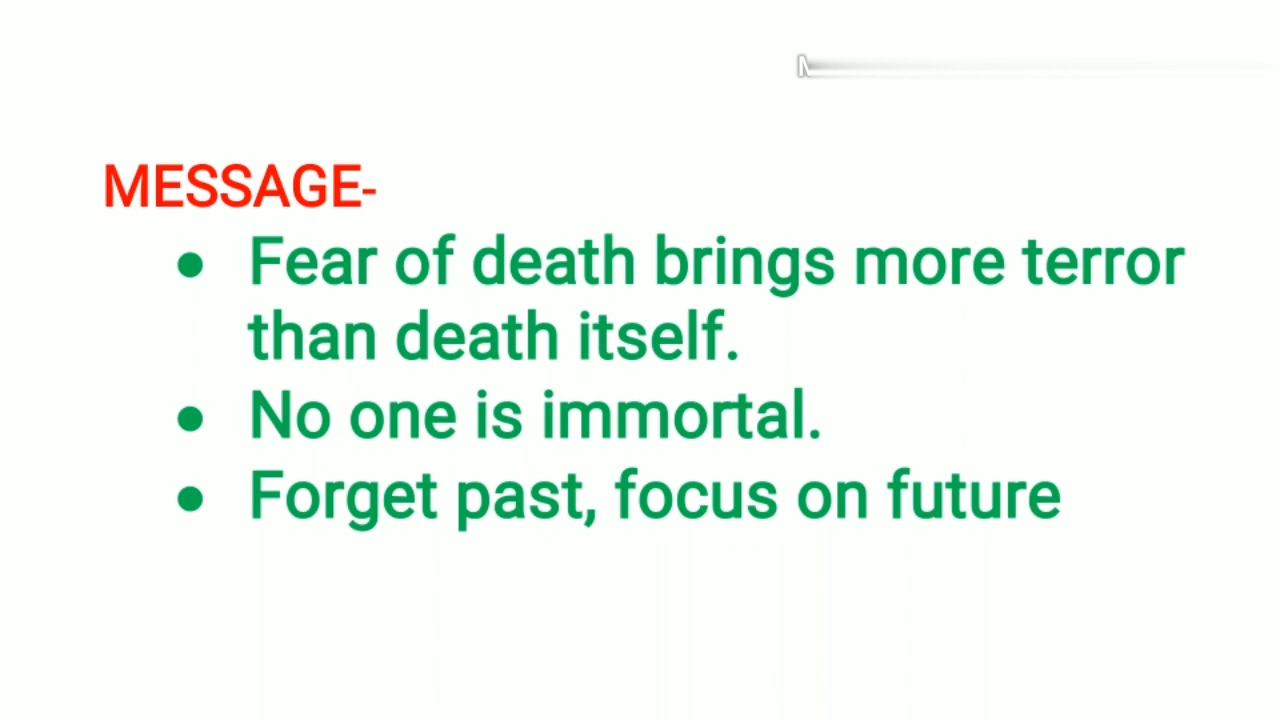 MESSAGE-
● Fear of death brings more terror
than death itself.
● No one is immortal.
● Forget past, focus on future